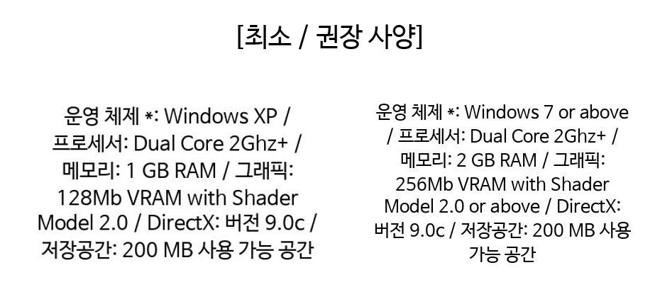 [최소 / 권장 사양]
운영 체제 *: Windows XP /
프로세서: Dual Core 2Ghz+ /
메모리: 1 GB RAM / 그래픽:
128Mb VRAM with Shader
Model 2.0 / DirectX: 버전 9.0c /
저장공간: 200 MB 사용 가능 공간
운영 체제 *: Windows 7 or above
/ 프로세서: Dual Core 2Ghz+ /
메모리: 2 GB RAM / 그래픽:
256Mb VRAM with Shader
Model 2.0 or above / DirectX:
버전 9.0c / 저장공간: 200 MB 사용
가능 공간